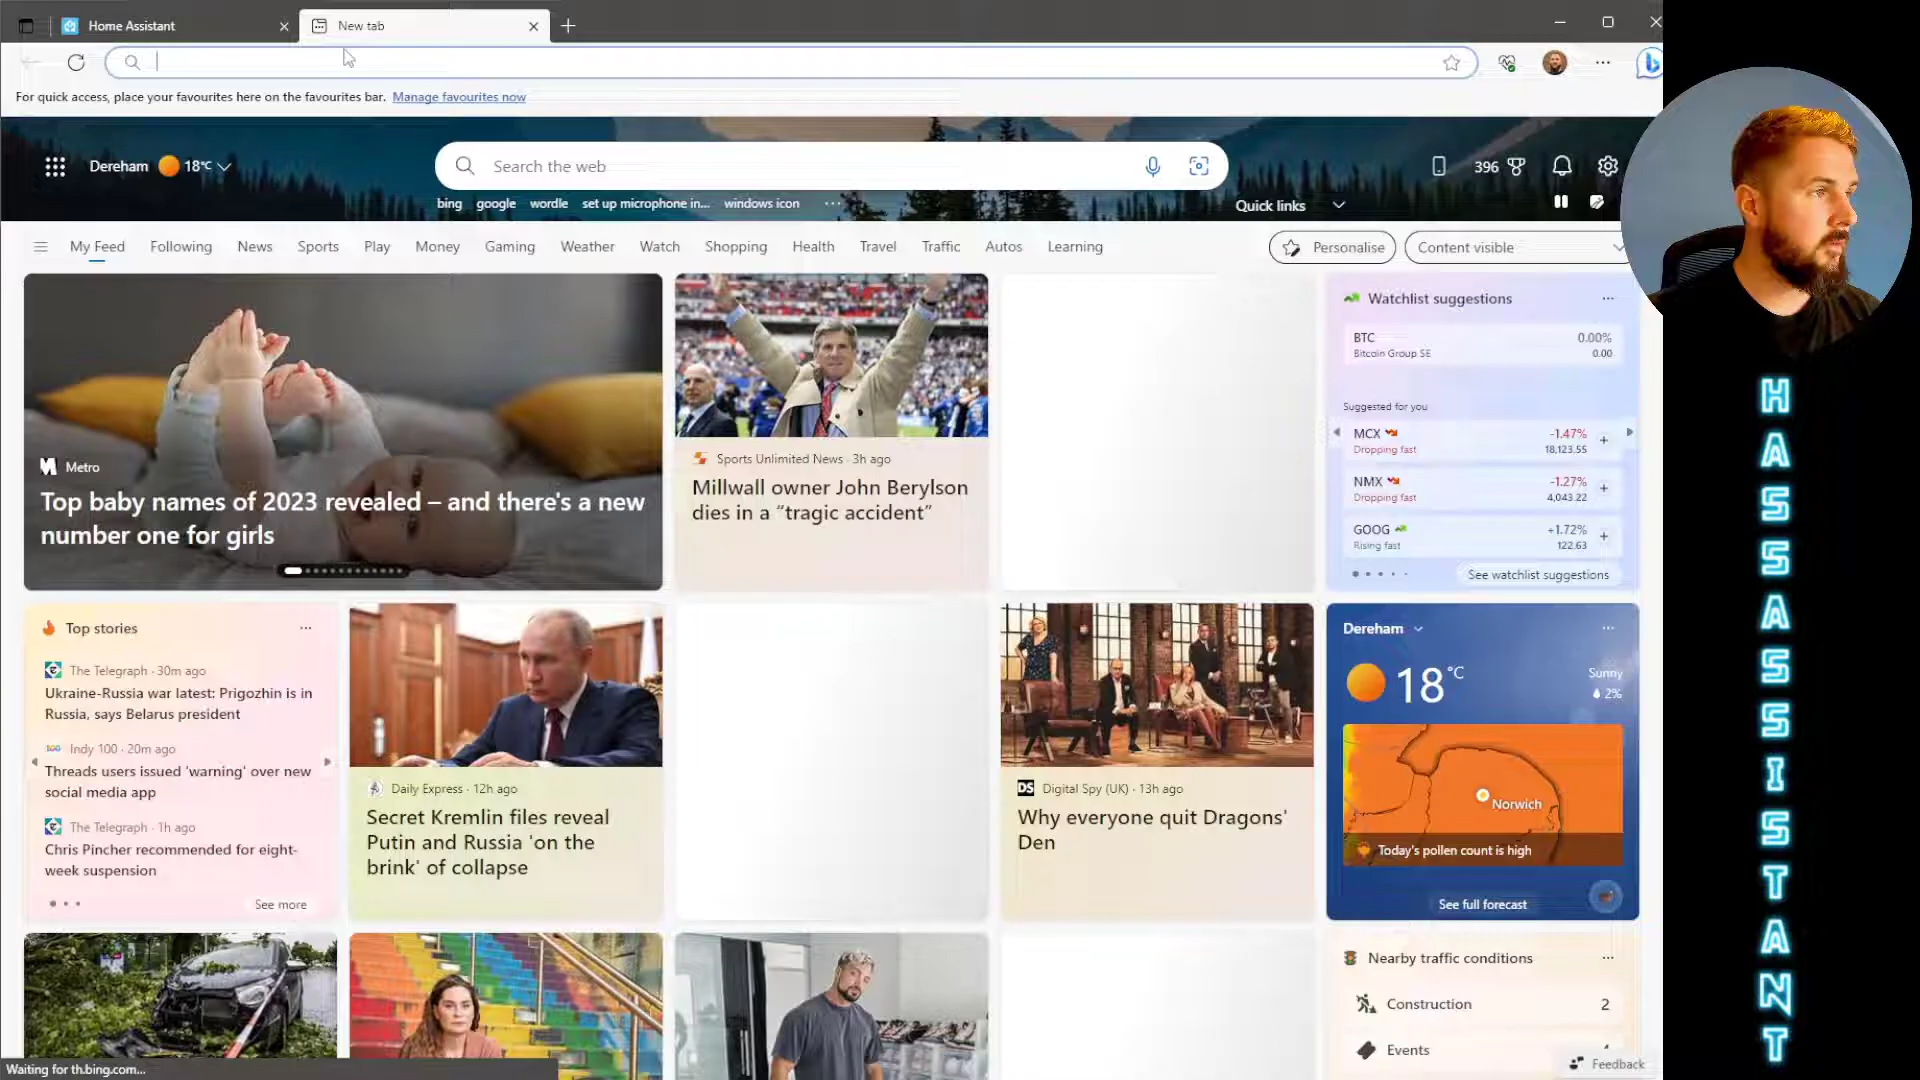 Home Assistant
New tab
For quick access, place your favourites here on the favourites bar. Manage favourites now
Dereham 18°C
Search the web
396
bing google wordle set up microphone in... windows icon
Quick links
My Feed Following News Sports Play Money Gaming Weather Watch Shopping Health Travel Traffic Autos Learning
Personalise
Content visible
Metro
Top baby names of 2023 revealed – and there's a new
number one for girls
Sports Unlimited News · 3h ago
Millwall owner John Berylson
dies in a “tragic accident”
Watchlist suggestions
BTC 0.00%
Bitcoin Group SE 0.00
Suggested for you
MCX -1.47%
Dropping fast 18,123.55
NMX -1.27%
Dropping fast 4,043.22
GOOG +1.72%
Rising fast 122.63
See watchlist suggestions
Top stories
The Telegraph · 30m ago
Ukraine-Russia war latest: Prigozhin is in
Russia, says Belarus president
Indy 100 · 20m ago
Threads users issued 'warning' over new
social media app
The Telegraph · 1h ago
Chris Pincher recommended for eight-
week suspension
See more
Daily Express · 12h ago
Secret Kremlin files reveal
Putin and Russia 'on the
brink' of collapse
DS Digital Spy (UK) · 13h ago
Why everyone quit Dragons'
Den
Dereham
18°C
Sunny
2%
Norwich
Today's pollen count is high
See full forecast
Nearby traffic conditions
Construction 2
Events
Feedback
Waiting for th.bing.com...
HASSASSISTANT